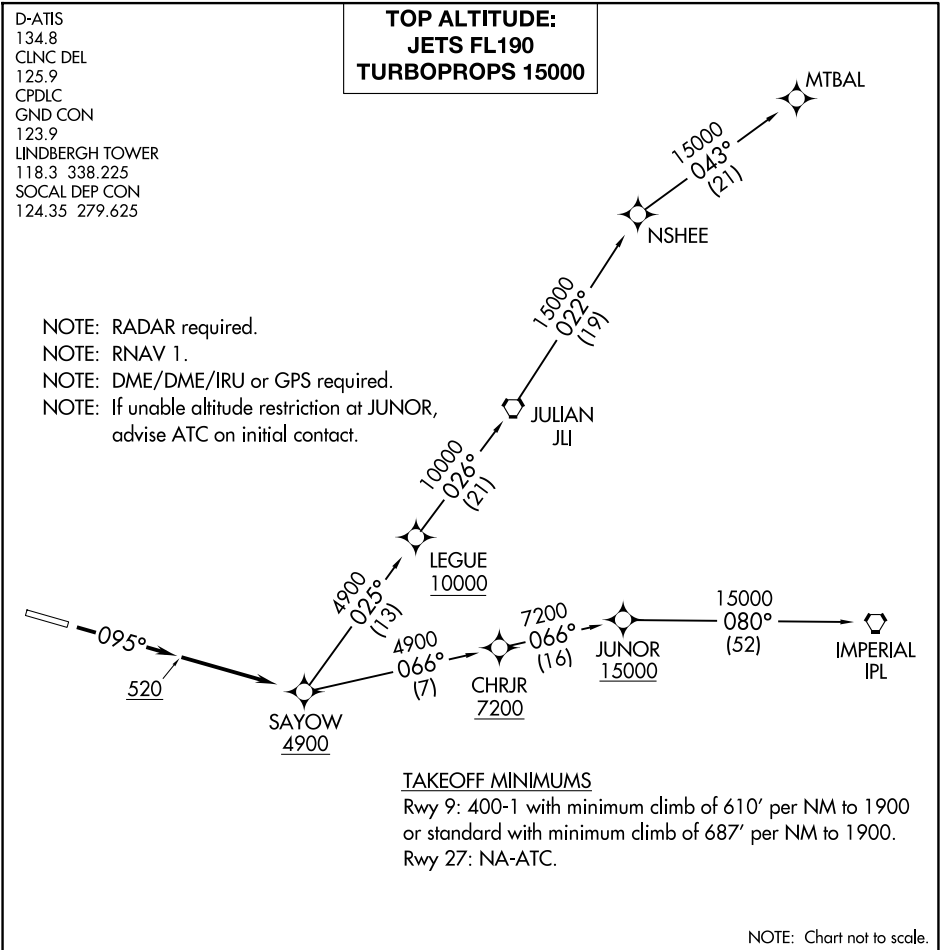 D-ATIS
134.8
CLNC DEL
125.9
CPDLC
GND CON
123.9
LINDBERGH TOWER
118.3 338.225
SOCAL DEP CON
124.35 279.625
TOP ALTITUDE:
JETS FL190
TURBOPROPS 15000
MTBAL
15000
043°
(21)
NSHEE
15000
022°
(19)
NOTE: RADAR required.
NOTE: RNAV 1.
NOTE: DME/DME/IRU or GPS required.
NOTE: If unable altitude restriction at JUNOR,
advise ATC on initial contact.
JULIAN
JLI
10000
026°
(21)
LEGUE
10000
4900
025°
(13)
095°
520
SAYOW
4900
4900
066°
(7)
CHRJR
7200
7200
066°
(16)
JUNOR
15000
15000
080°
(52)
IMPERIAL
IPL
TAKEOFF MINIMUMS
Rwy 9: 400-1 with minimum climb of 610' per NM to 1900
or standard with minimum climb of 687' per NM to 1900.
Rwy 27: NA-ATC.
NOTE: Chart not to scale.